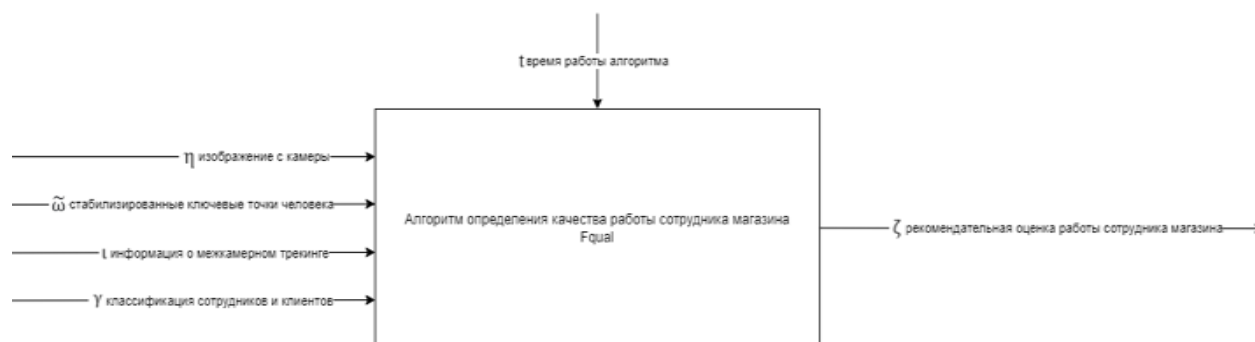 t время работы алгоритма
η изображение с камеры
ω̃ стабилизированные ключевые точки человека
Алгоритм определения качества работы сотрудника магазина
Fqual
ζ рекомендательная оценка работы сотрудника магазина
ι информация о межкамерном трекинге
γ классификация сотрудников и клиентов